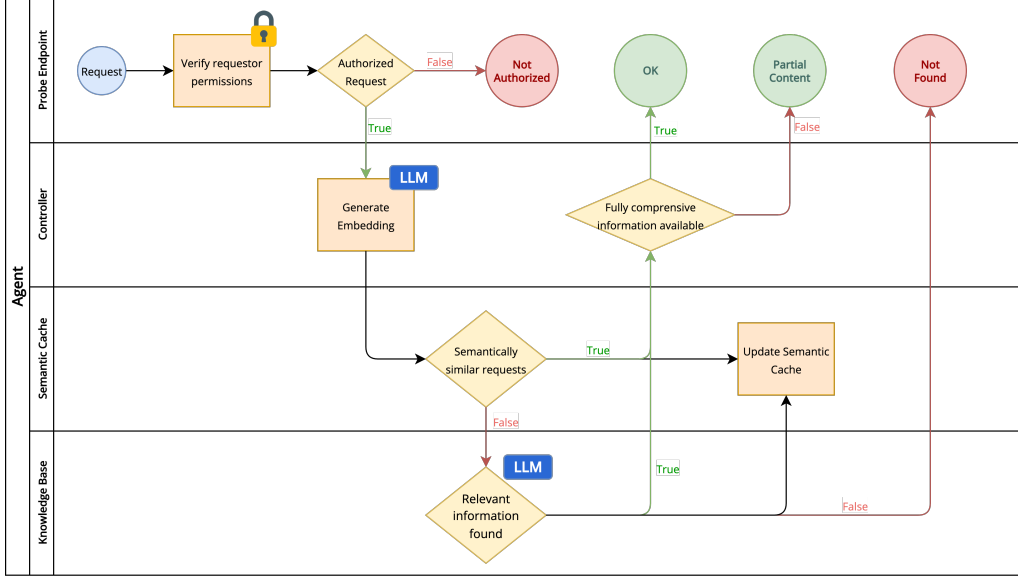 Agent
Probe Endpoint
Request
Verify requestor
permissions
Authorized
Request
False
Not
Authorized
OK
Partial
Content
Not
Found
True
True
False
Controller
LLM
Generate
Embedding
Fully comprensive
information available
Semantic Cache
Semantically
similar requests
True
Update Semantic
Cache
False
Knowledge Base
LLM
Relevant
information
found
True
False